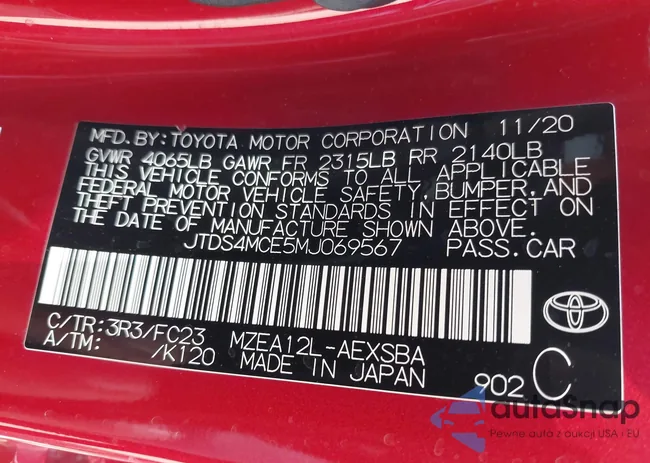 MFD. BY: TOYOTA MOTOR CORPORATION 11/20
GVWR 4065LB GAWR FR 2315LB RR 2140LB
THIS VEHICLE CONFORMS TO ALL APPLICABLE
FEDERAL MOTOR VEHICLE SAFETY, BUMPER, AND
THEFT PREVENTION STANDARDS IN EFFECT ON
THE DATE OF MANUFACTURE SHOWN ABOVE.
JTDS4MCE5MJ069567 PASS.CAR
C/TR: 3R3/FC23 MZEA12L-AEXSBA
A/TM: /K120 MADE IN JAPAN 902 C
autoSnap
Pewne auta z aukcji USA i EU